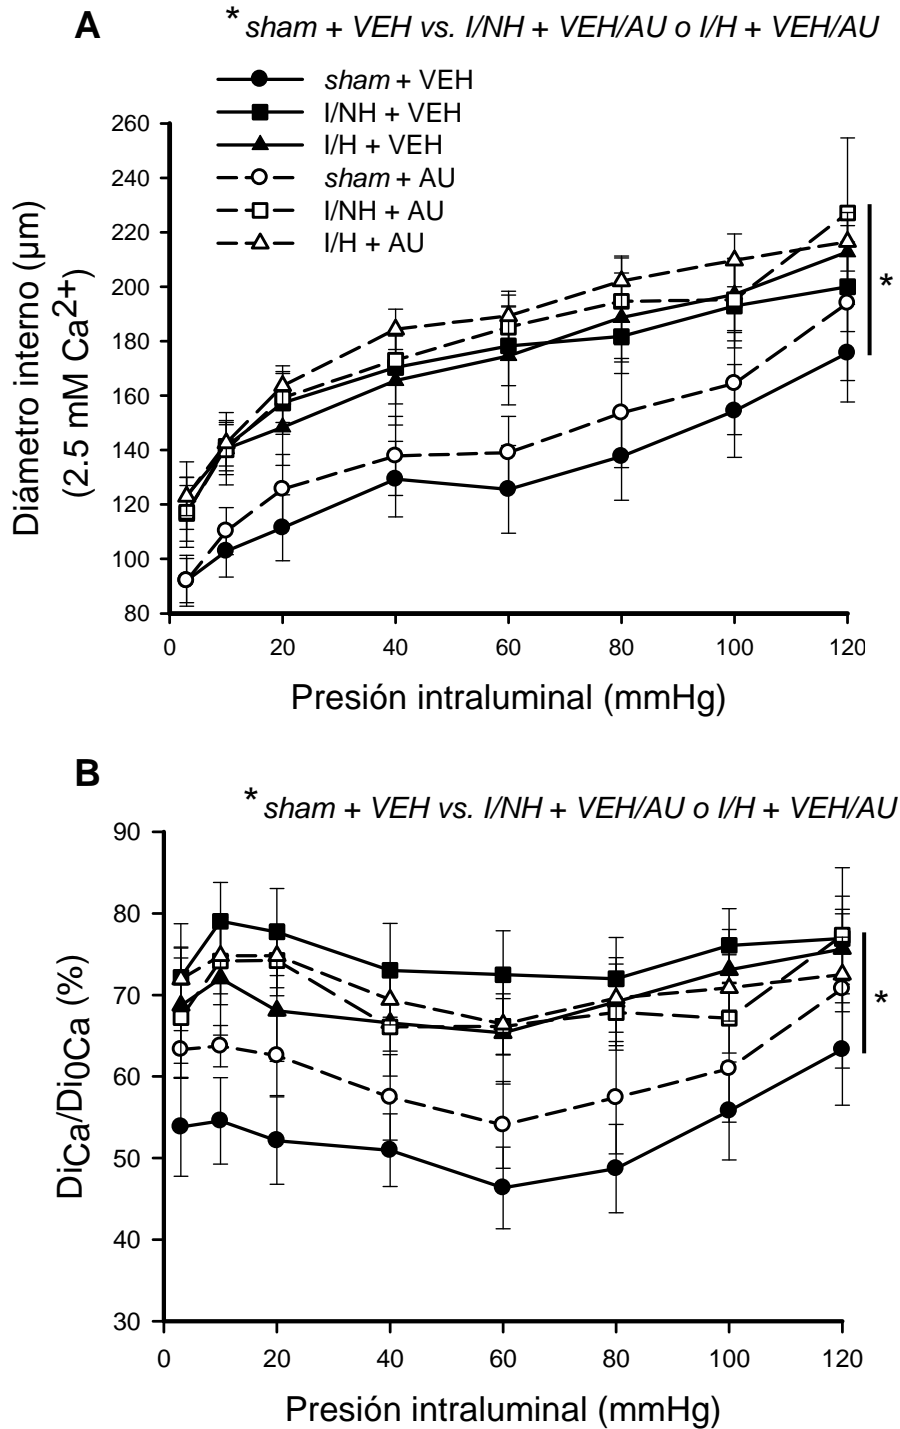 A
* sham + VEH vs. I/NH + VEH/AU o I/H + VEH/AU
sham + VEH
I/NH + VEH
I/H + VEH
sham + AU
I/NH + AU
I/H + AU
260
240
220
200
180
160
140
120
100
80
Diámetro interno (µm)
(2.5 mM Ca2+)
*
0 20 40 60 80 100 120
Presión intraluminal (mmHg)
B
* sham + VEH vs. I/NH + VEH/AU o I/H + VEH/AU
90
80
70
60
50
40
30
DiCa/Di0Ca (%)
*
0 20 40 60 80 100 120
Presión intraluminal (mmHg)